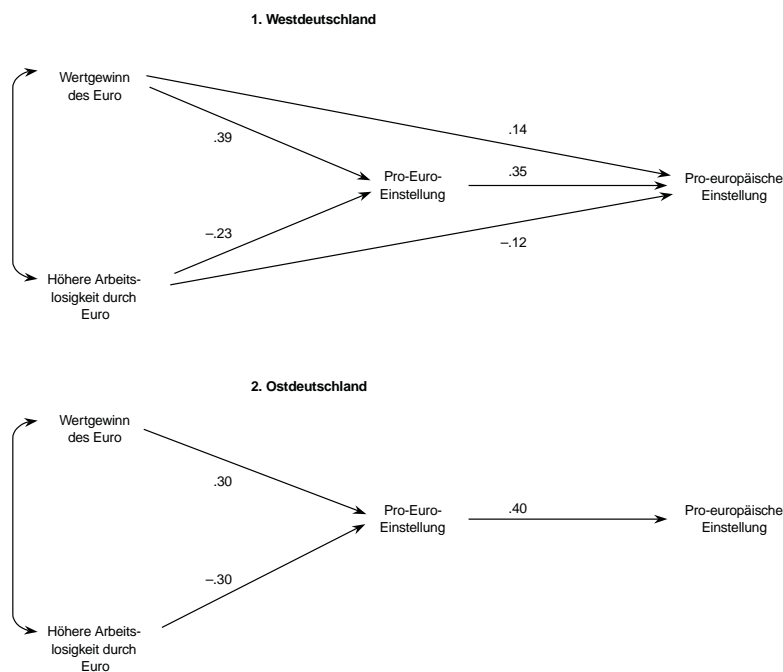 1. Westdeutschland
Wertgewinn
des Euro
.14
.39
Pro-Euro-
Einstellung
.35
Pro-europäische
Einstellung
–.23
–.12
Höhere Arbeits-
losigkeit durch
Euro
2. Ostdeutschland
Wertgewinn
des Euro
.30
Pro-Euro-
Einstellung
.40
Pro-europäische
Einstellung
–.30
Höhere Arbeits-
losigkeit durch
Euro